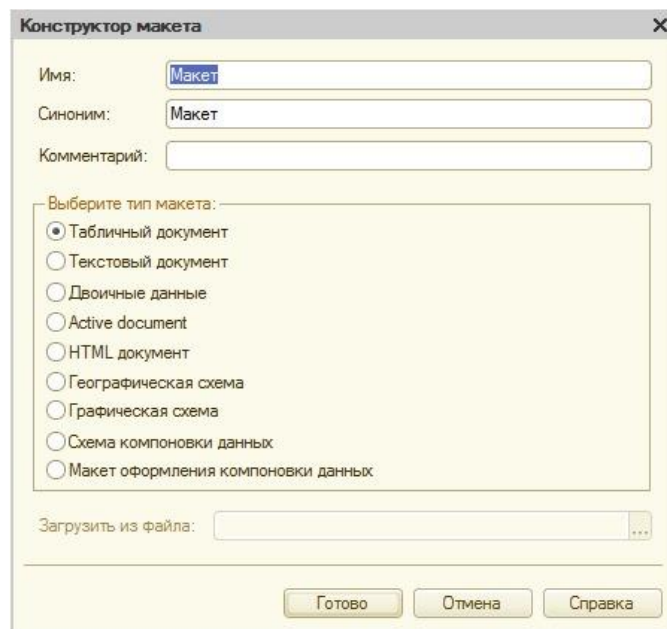 Конструктор макета
Имя: Макет
Синоним: Макет
Комментарий:
Выберите тип макета:
Табличный документ
Текстовый документ
Двоичные данные
Active document
HTML документ
Географическая схема
Графическая схема
Схема компоновки данных
Макет оформления компоновки данных
Загрузить из файла: ...
Готово Отмена Справка